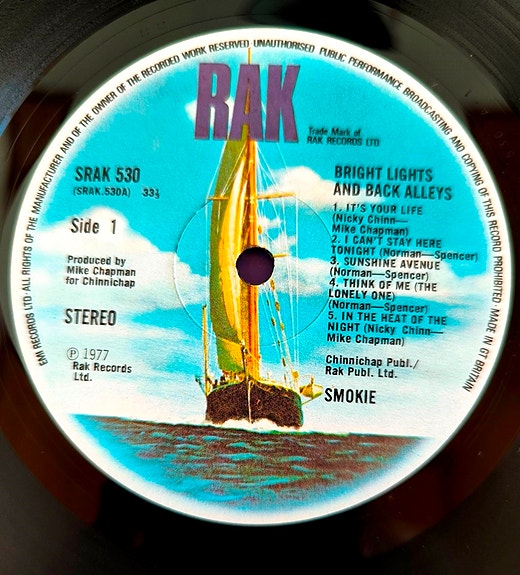 EMI RECORDS LTD· ALL RIGHTS OF THE MANUFACTURER AND OF THE OWNER OF THE RECORDED WORK RESERVED UNAUTHORISED PUBLIC PERFORMANCE BROADCASTING AND COPYING OF THIS RECORD PROHIBITED· MADE IN GT BRITAIN
RAK
Trade Mark of
RAK RECORDS LTD.
SRAK 530
(SRAK.530A) 33⅓
Side 1
Produced by
Mike Chapman
for Chinnichap
STEREO
℗ 1977
Rak Records
Ltd.
BRIGHT LIGHTS
AND BACK ALLEYS
1. IT'S YOUR LIFE
(Nicky Chinn—
Mike Chapman)
2. I CAN'T STAY HERE
TONIGHT (Norman—Spencer)
3. SUNSHINE AVENUE
(Norman—Spencer)
4. THINK OF ME (THE
LONELY ONE)
(Norman—Spencer)
5. IN THE HEAT OF THE
NIGHT (Nicky Chinn—
Mike Chapman)
Chinnichap Publ./
Rak Publ. Ltd.
SMOKIE